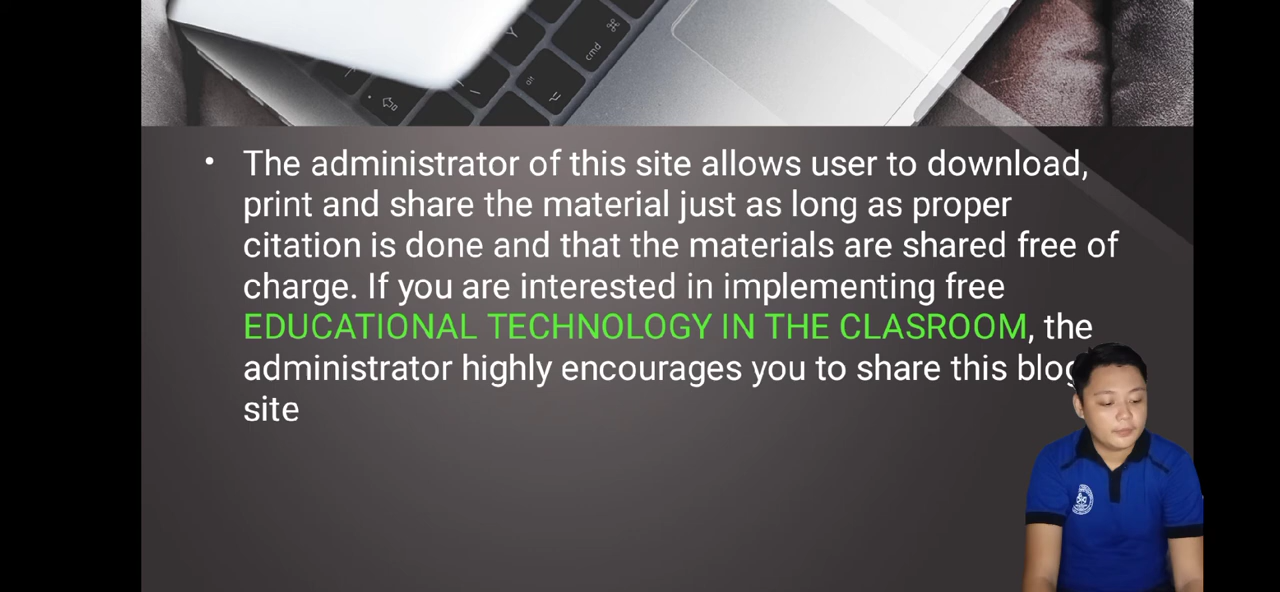 The administrator of this site allows user to download,
print and share the material just as long as proper
citation is done and that the materials are shared free of
charge. If you are interested in implementing free
EDUCATIONAL TECHNOLOGY IN THE CLASROOM, the
administrator highly encourages you to share this blog
site
cmd
alt